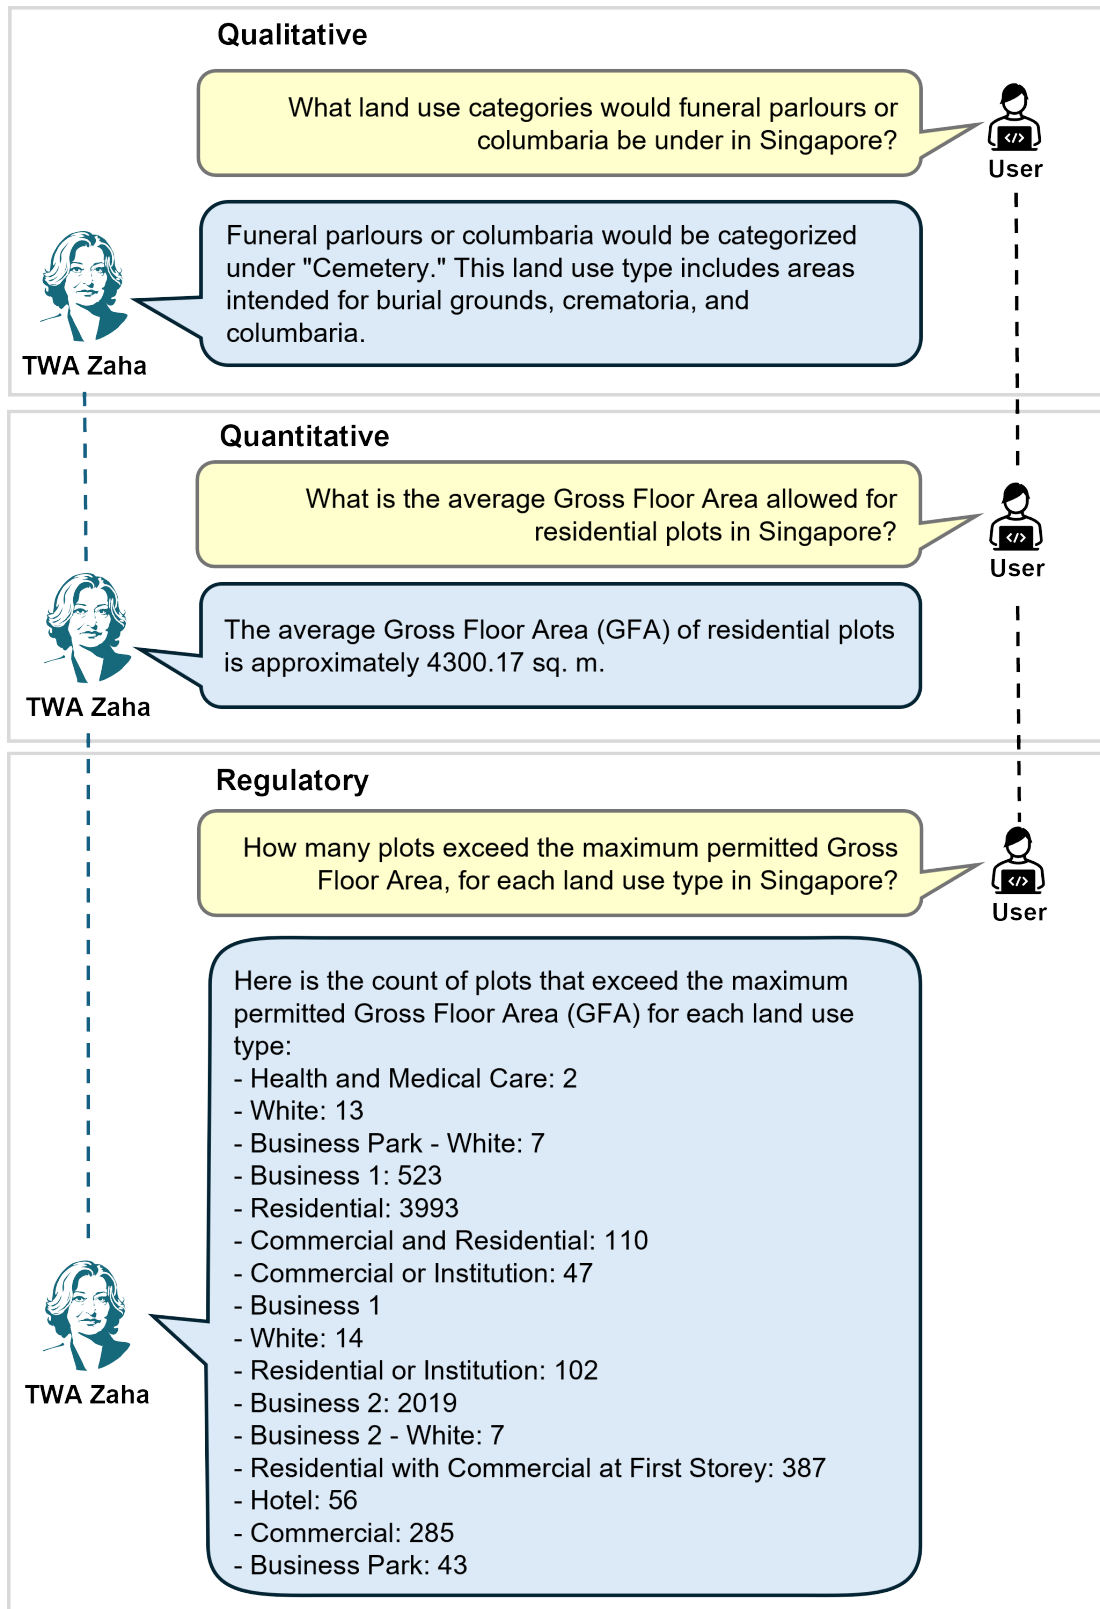 Qualitative
What land use categories would funeral parlours or
columbaria be under in Singapore?
</>
User
Funeral parlours or columbaria would be categorized
under "Cemetery." This land use type includes areas
intended for burial grounds, crematoria, and
columbaria.
TWA Zaha
Quantitative
What is the average Gross Floor Area allowed for
residential plots in Singapore?
</>
User
The average Gross Floor Area (GFA) of residential plots
is approximately 4300.17 sq. m.
TWA Zaha
Regulatory
How many plots exceed the maximum permitted Gross
Floor Area, for each land use type in Singapore?
</>
User
Here is the count of plots that exceed the maximum
permitted Gross Floor Area (GFA) for each land use
type:
- Health and Medical Care: 2
- White: 13
- Business Park - White: 7
- Business 1: 523
- Residential: 3993
- Commercial and Residential: 110
- Commercial or Institution: 47
- Business 1
- White: 14
- Residential or Institution: 102
- Business 2: 2019
- Business 2 - White: 7
- Residential with Commercial at First Storey: 387
- Hotel: 56
- Commercial: 285
- Business Park: 43
TWA Zaha